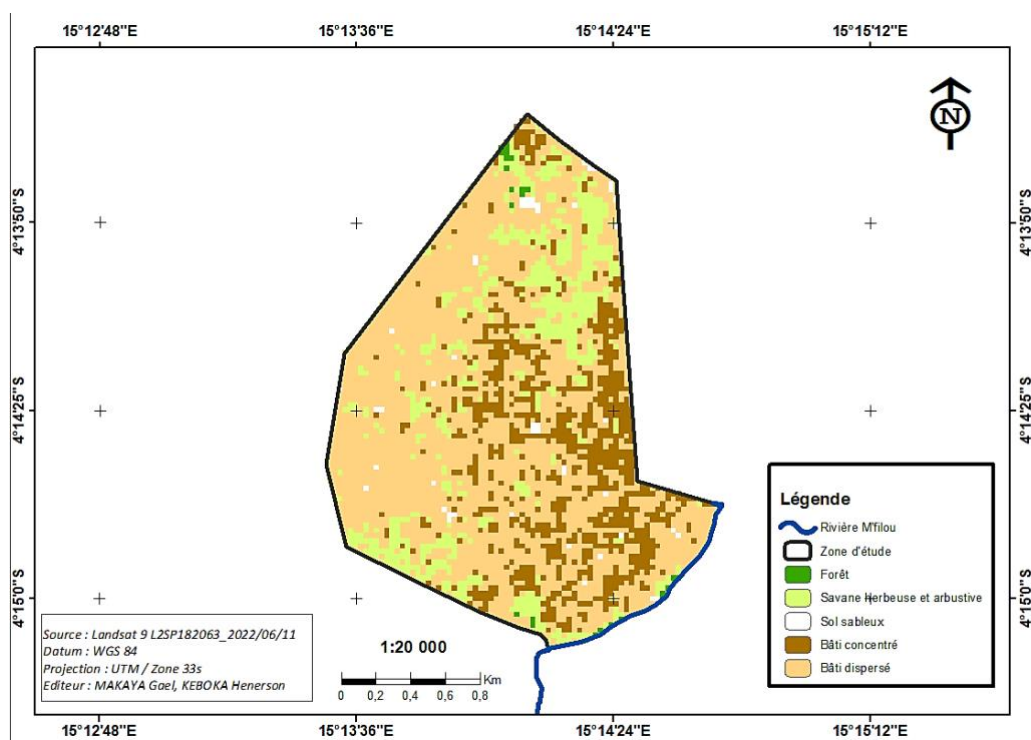 15°12'48"E 15°13'36"E 15°14'24"E 15°15'12"E
N
4°13'50"S 4°13'50"S
4°14'25"S 4°14'25"S
4°15'0"S 4°15'0"S
Légende
Rivière M'filou
Zone d'étude
Forêt
Savane Herbeuse et arbustive
Sol sableux
Bâti concentré
Bâti dispersé
Source : Landsat 9 L2SP182063_2022/06/11
Datum : WGS 84
Projection : UTM / Zone 33s
Editeur : MAKAYA Gael, KEBOKA Henerson
1:20 000
0 0,2 0,4 0,6 0,8
Km
15°12'48"E 15°13'36"E 15°14'24"E 15°15'12"E